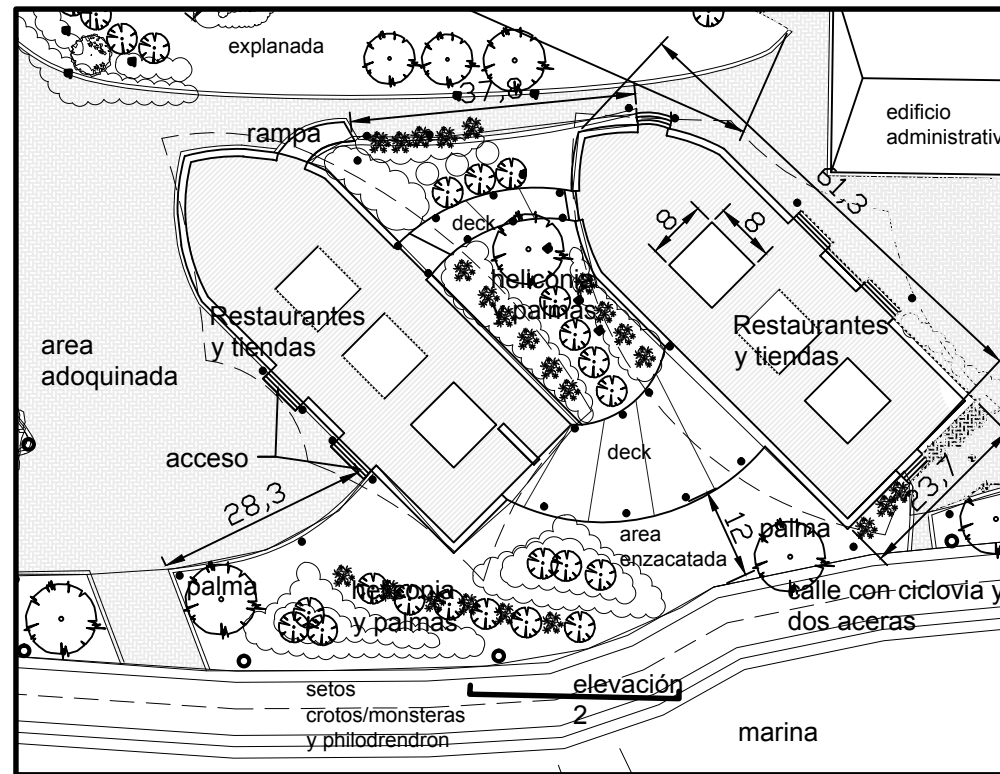 explanada
37,8
rampa
edificio
administrativ
61,3
deck
8
8
heliconia
y palmas
Restaurantes
y tiendas
Restaurantes
y tiendas
area
adoquinada
acceso
deck
28,3
23,7
12
area
enzacatada
palma
palma
heliconia
y palmas
calle con ciclovia y
dos aceras
setos
crotos/monsteras
y philodrendron
elevación
2
marina